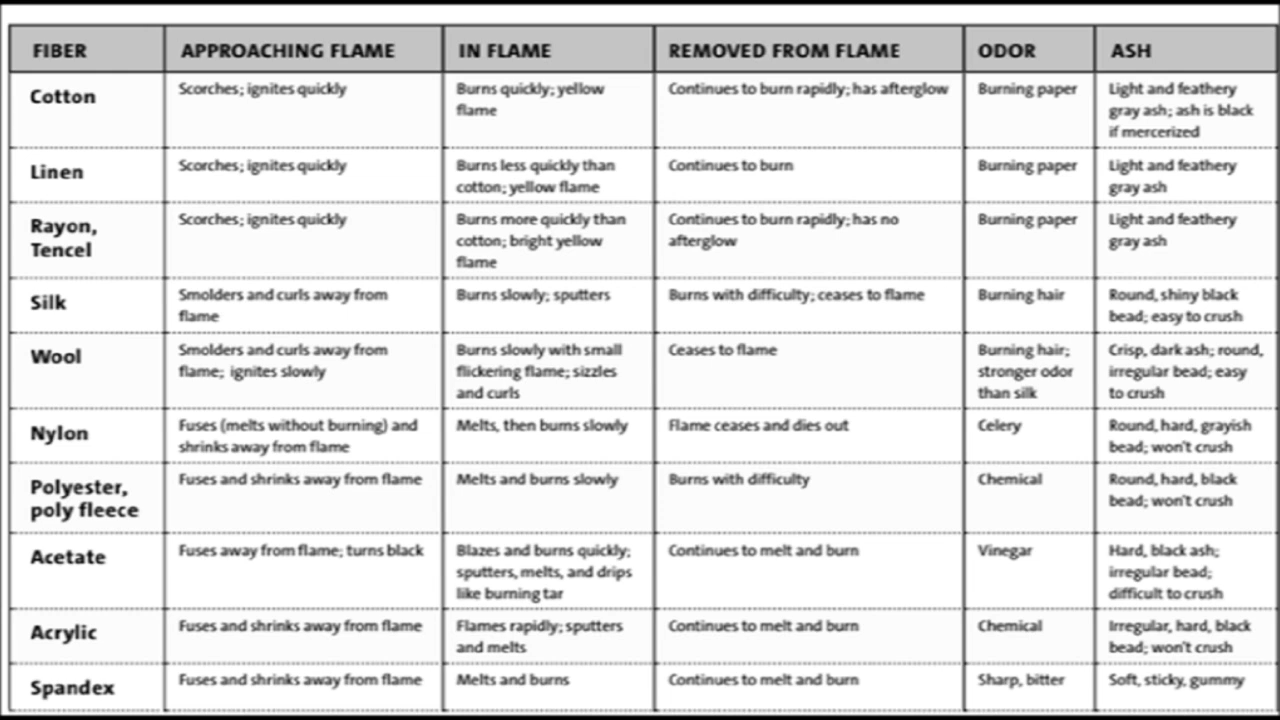 FIBER APPROACHING FLAME IN FLAME REMOVED FROM FLAME ODOR ASH
Cotton Scorches; ignites quickly Burns quickly; yellow Continues to burn rapidly; has afterglow Burning paper Light and feathery
flame gray ash; ash is black
if mercerized
Linen Scorches; ignites quickly Burns less quickly than Continues to burn Burning paper Light and feathery
cotton; yellow flame gray ash
Rayon, Scorches; ignites quickly Burns more quickly than Continues to burn rapidly; has no Burning paper Light and feathery
Tencel cotton; bright yellow afterglow gray ash
flame
Silk Smolders and curls away from Burns slowly; sputters Burns with difficulty; ceases to flame Burning hair Round, shiny black
flame bead; easy to crush
Wool Smolders and curls away from Burns slowly with small Ceases to flame Burning hair; Crisp, dark ash; round,
flame; ignites slowly flickering flame; sizzles stronger odor irregular bead; easy
and curls than silk to crush
Nylon Fuses (melts without burning) and Melts, then burns slowly Flame ceases and dies out Celery Round, hard, grayish
shrinks away from flame bead; won't crush
Polyester, Fuses and shrinks away from flame Melts and burns slowly Burns with difficulty Chemical Round, hard, black
poly fleece bead; won't crush
Acetate Fuses away from flame; turns black Blazes and burns quickly; Continues to melt and burn Vinegar Hard, black ash;
sputters, melts, and drips irregular bead;
like burning tar difficult to crush
Acrylic Fuses and shrinks away from flame Flames rapidly; sputters Continues to melt and burn Chemical Irregular, hard, black
and melts bead; won't crush
Spandex Fuses and shrinks away from flame Melts and burns Continues to melt and burn Sharp, bitter Soft, sticky, gummy